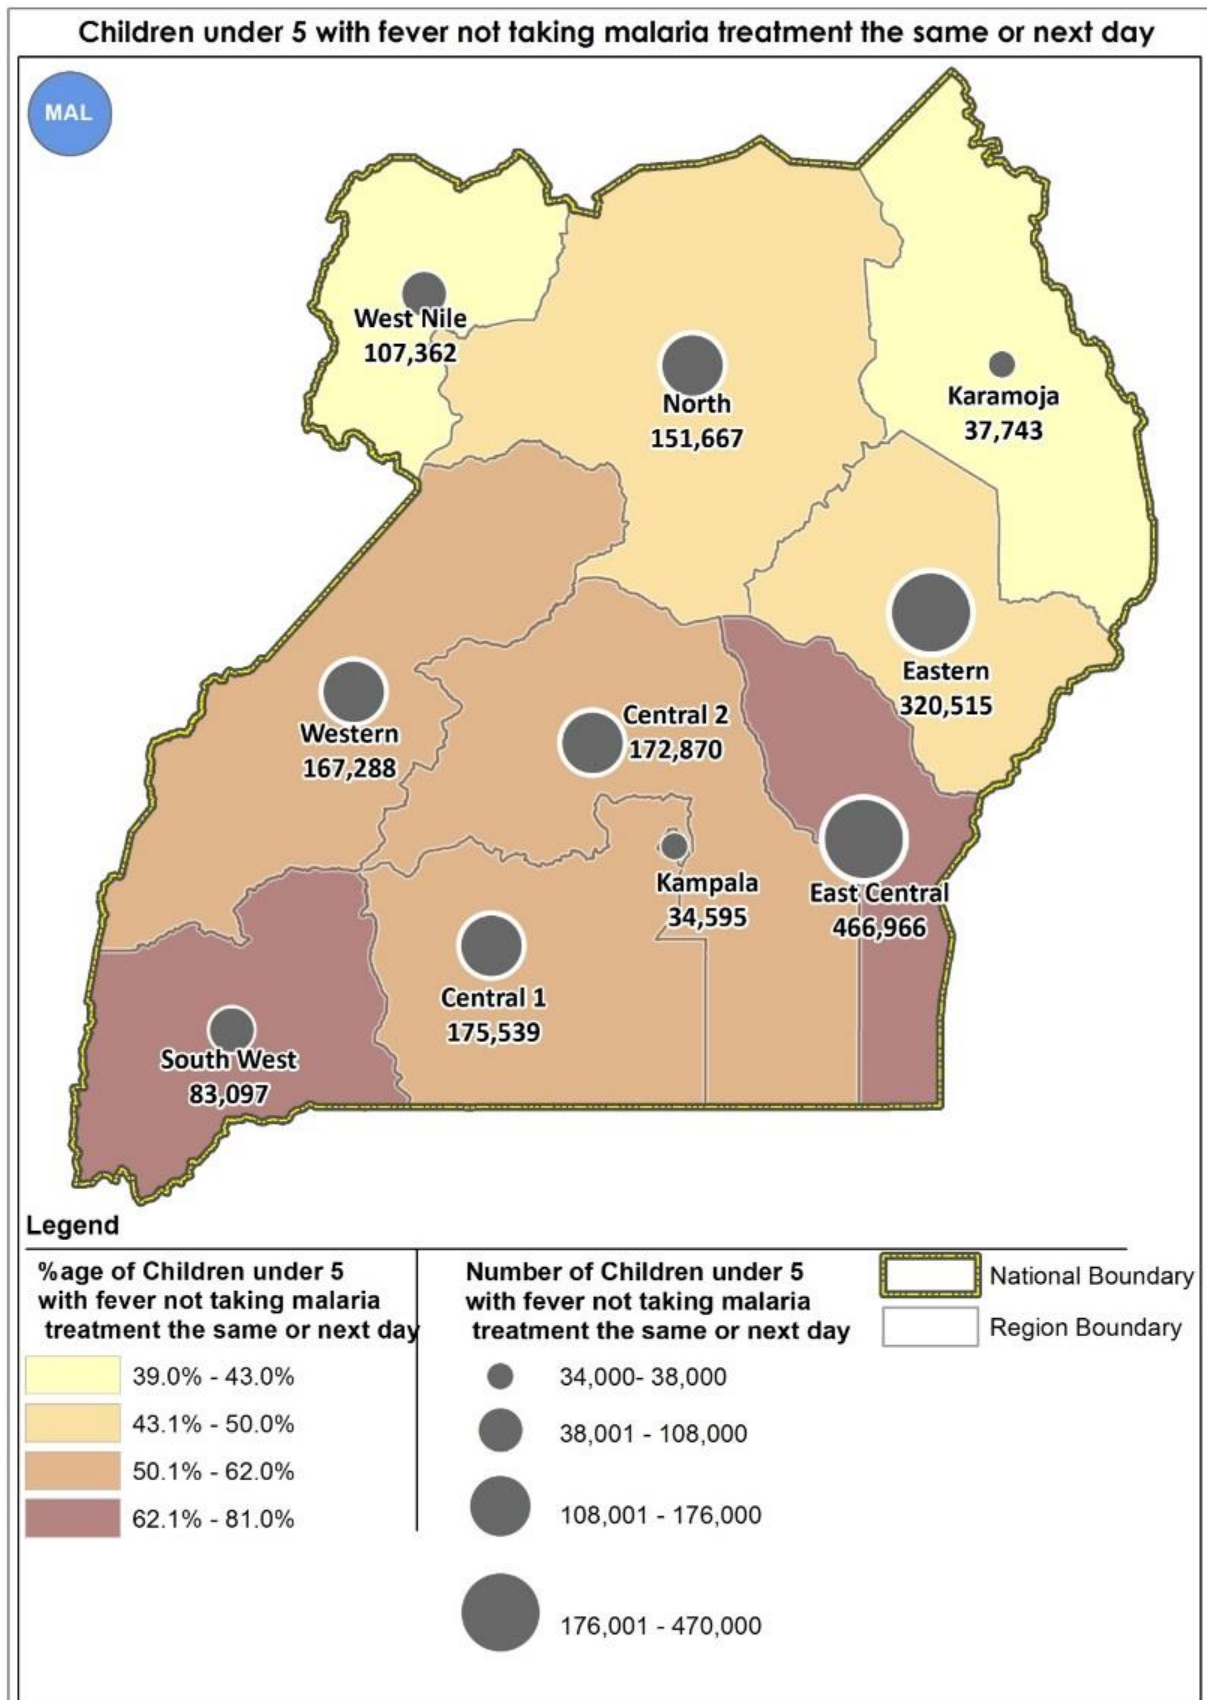 Children under 5 with fever not taking malaria treatment the same or next day
MAL
West Nile
107,362
North
151,667
Karamoja
37,743
Eastern
320,515
Western
167,288
Central 2
172,870
Kampala
34,595
East Central
466,966
Central 1
175,539
South West
83,097
Legend
%age of Children under 5
with fever not taking malaria
treatment the same or next day
39.0% - 43.0%
43.1% - 50.0%
50.1% - 62.0%
62.1% - 81.0%
Number of Children under 5
with fever not taking malaria
treatment the same or next day
34,000- 38,000
38,001 - 108,000
108,001 - 176,000
176,001 - 470,000
National Boundary
Region Boundary